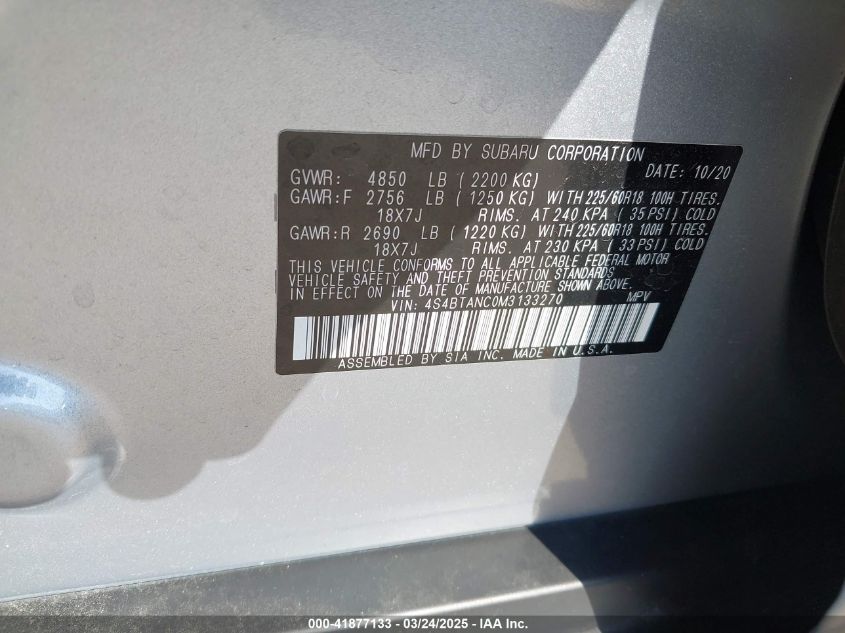 MFD BY SUBARU CORPORATION
DATE: 10/20
GVWR: 4850 LB ( 2200 KG)
GAWR:F 2756 LB ( 1250 KG) WITH 225/60R18 100H TIRES.
18X7J RIMS. AT 240 KPA ( 35 PSI) COLD
GAWR:R 2690 LB ( 1220 KG) WITH 225/60R18 100H TIRES.
18X7J RIMS. AT 230 KPA ( 33 PSI) COLD
THIS VEHICLE CONFORMS TO ALL APPLICABLE FEDERAL MOTOR
VEHICLE SAFETY AND THEFT PREVENTION STANDARDS
IN EFFECT ON THE DATE OF MANUFACTURE SHOWN ABOVE.
VIN: 4S4BTANC0M3133270 MPV
ASSEMBLED BY SIA INC. MADE IN U.S.A.
000-41877133 - 03/24/2025 - IAAI.com